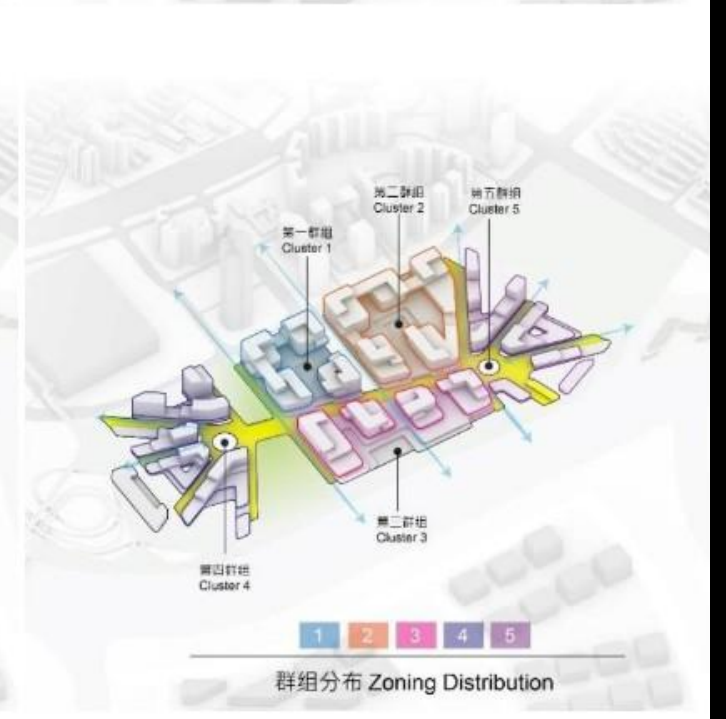 第二群组
Cluster 2
第五群组
Cluster 5
第一群组
Cluster 1
第三群组
Cluster 3
第四群组
Cluster 4
1 2 3 4 5
群组分布 Zoning Distribution